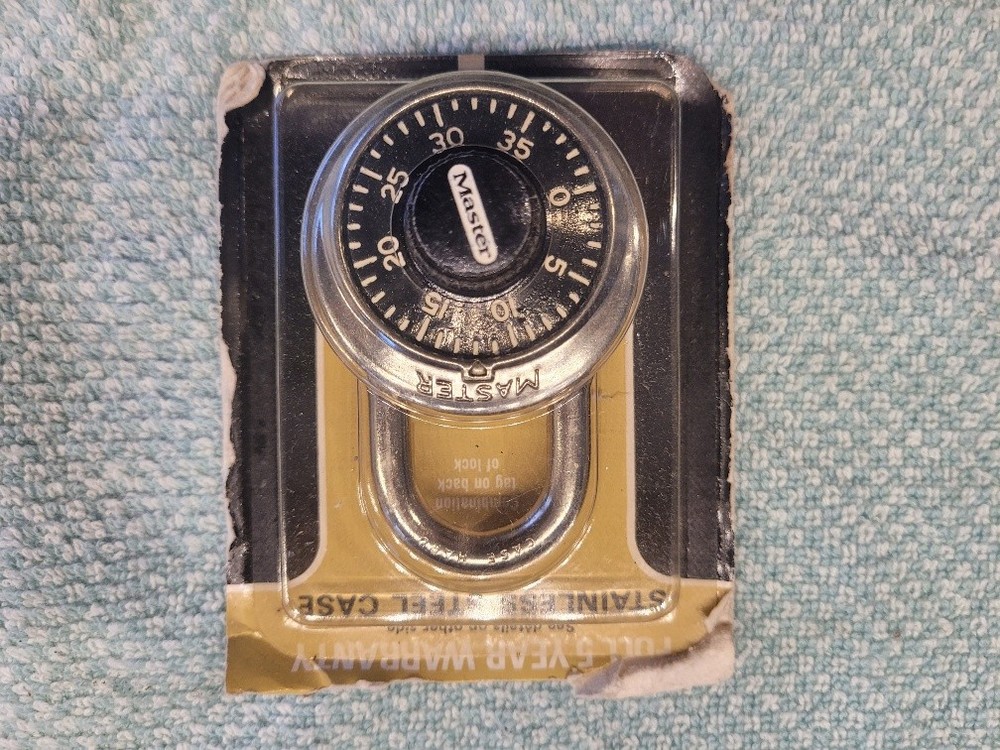 FULL 5 YEAR WARRANTY
See details on other side
STAINLESS STEEL CASE
Combination
tag on back
of lock
MASTER
0
5
10
15
20
25
30
35
Master